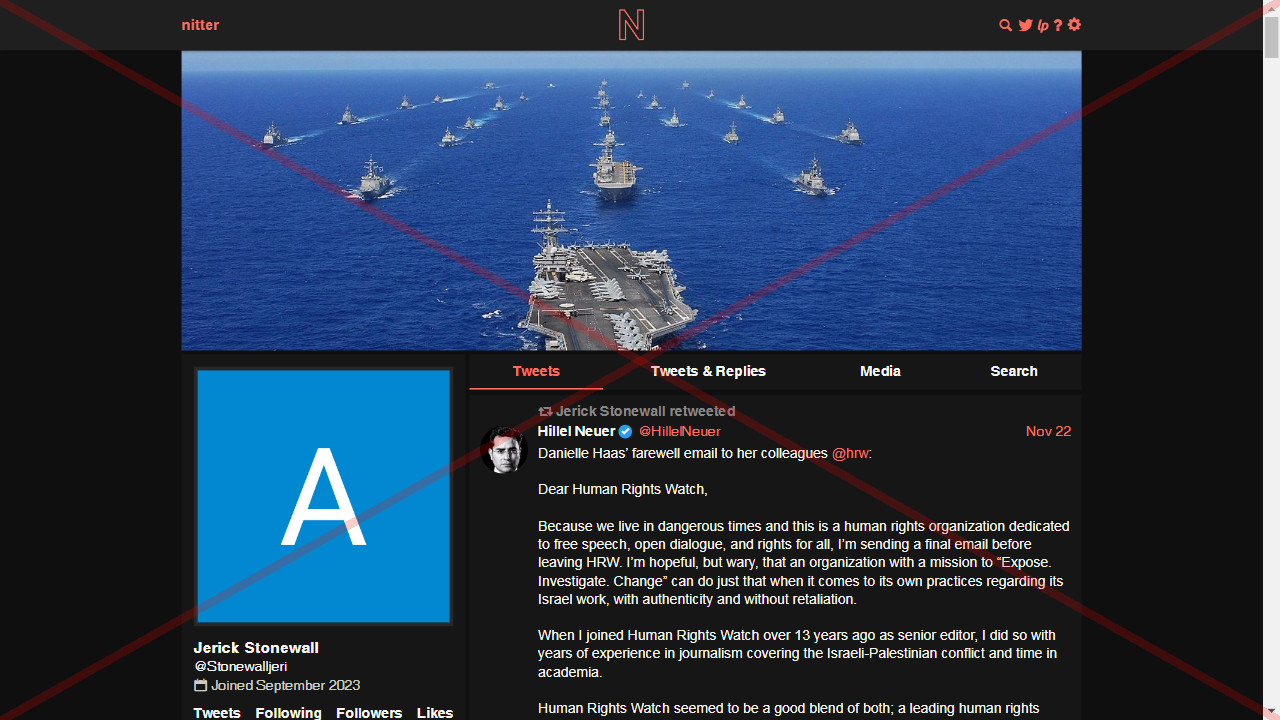 nitter
N
lp ?
Tweets
Tweets & Replies
Media
Search
A
Jerick Stonewall
@Stonewalljeri
Joined September 2023
Tweets Following Followers Likes
Jerick Stonewall retweeted
Hillel Neuer @HillelNeuer Nov 22
Danielle Haas’ farewell email to her colleagues @hrw:
Dear Human Rights Watch,
Because we live in dangerous times and this is a human rights organization dedicated
to free speech, open dialogue, and rights for all, I’m sending a final email before
leaving HRW. I’m hopeful, but wary, that an organization with a mission to “Expose.
Investigate. Change” can do just that when it comes to its own practices regarding its
Israel work, with authenticity and without retaliation.
When I joined Human Rights Watch over 13 years ago as senior editor, I did so with
years of experience in journalism covering the Israeli-Palestinian conflict and time in
academia.
Human Rights Watch seemed to be a good blend of both; a leading human rights